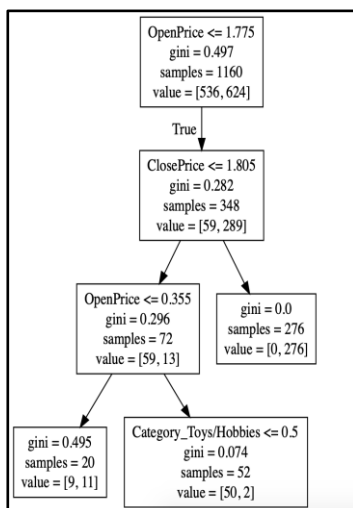 OpenPrice <= 1.775
gini = 0.497
samples = 1160
value = [536, 624]
True
ClosePrice <= 1.805
gini = 0.282
samples = 348
value = [59, 289]
OpenPrice <= 0.355
gini = 0.296
samples = 72
value = [59, 13]
gini = 0.0
samples = 276
value = [0, 276]
gini = 0.495
samples = 20
value = [9, 11]
Category_Toys/Hobbies <= 0.5
gini = 0.074
samples = 52
value = [50, 2]